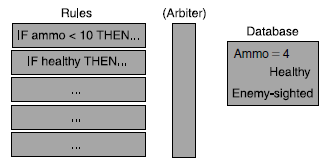 Rules
(Arbiter)
Database
IF ammo < 10 THEN...
IF healthy THEN...
...
...
...
Ammo = 4
Healthy
Enemy-sighted